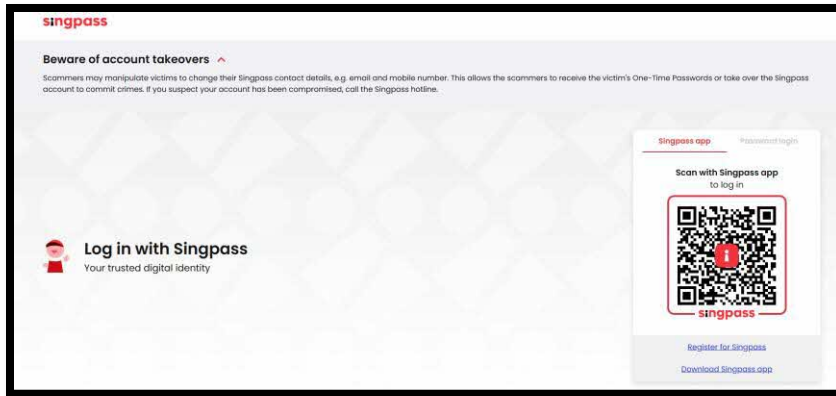 singpass
Beware of account takeovers
Scammers may manipulate victims to change their Singpass contact details, e.g. email and mobile number. This allows the scammers to receive the victim's One-Time Passwords or take over the Singpass
account to commit crimes. If you suspect your account has been compromised, call the Singpass hotline.
Singpass app Password login
Scan with Singpass app
to log in
singpass
Log in with Singpass
Your trusted digital identity
Register for Singpass
Download Singpass app